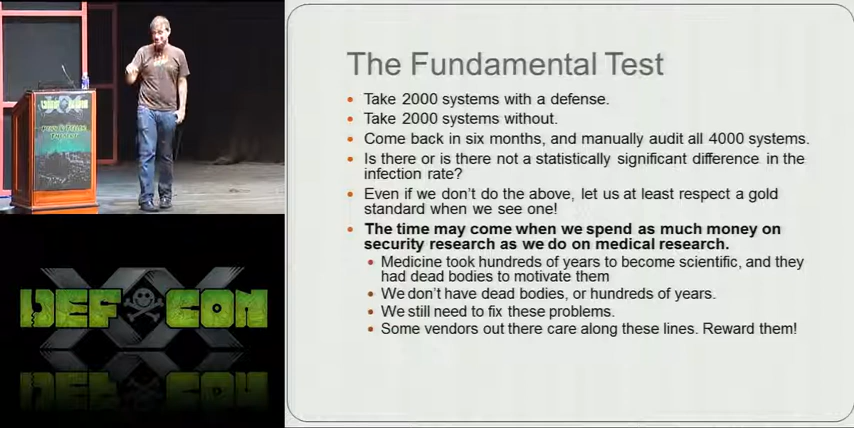 The Fundamental Test
Take 2000 systems with a defense.
Take 2000 systems without.
Come back in six months, and manually audit all 4000 systems.
Is there or is there not a statistically significant difference in the
infection rate?
Even if we don't do the above, let us at least respect a gold
standard when we see one!
The time may come when we spend as much money on
security research as we do on medical research.
Medicine took hundreds of years to become scientific, and they
had dead bodies to motivate them
We don't have dead bodies, or hundreds of years.
We still need to fix these problems.
Some vendors out there care along these lines. Reward them!
XX
DEF CON